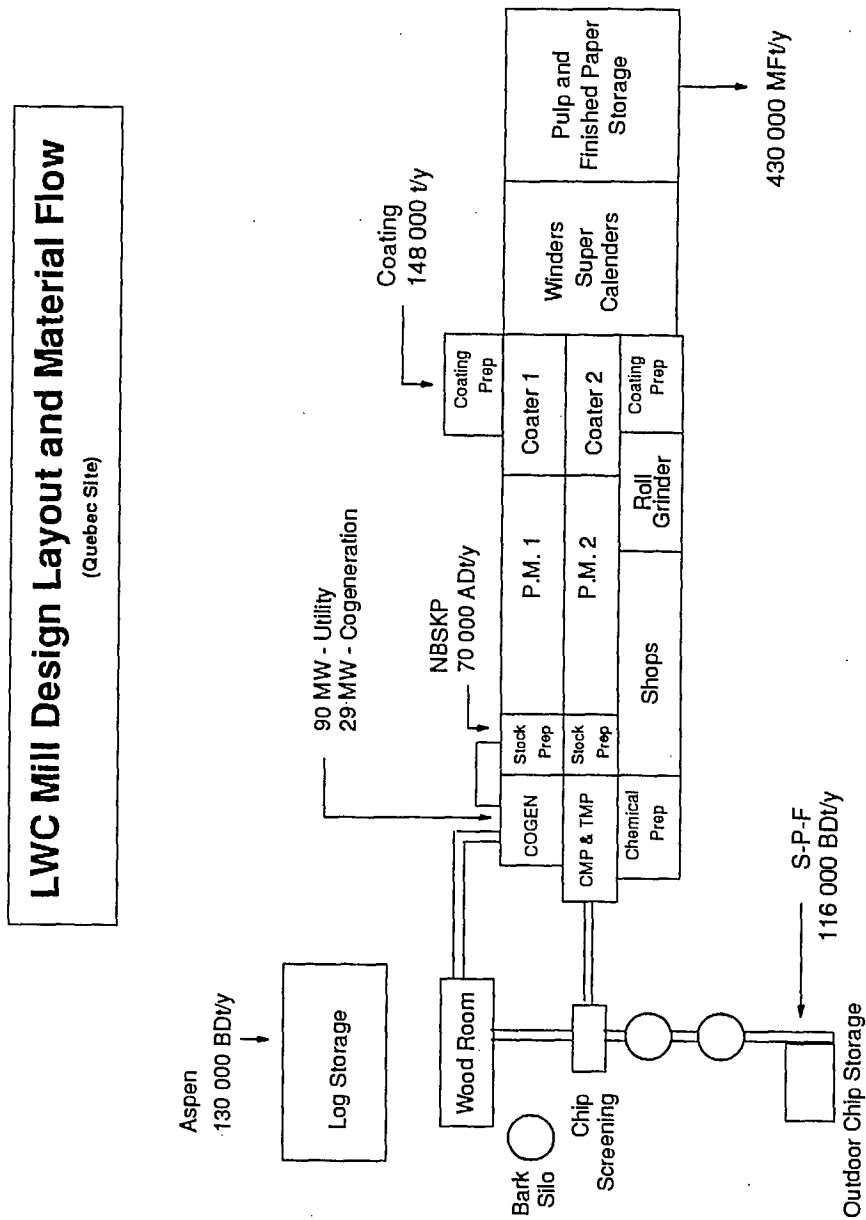 LWC Mill Design Layout and Material Flow
(Quebec Site)
Aspen
130 000 BDt/y
Log Storage
Wood Room
Bark
Silo
Chip
Screening
S-P-F
116 000 BDt/y
Outdoor Chip Storage
90 MW - Utility
29 MW - Cogeneration
NBSKP
70 000 ADt/y
COGEN
CMP & TMP
Chemical
Prep
Stock
Prep
Stock
Prep
P.M. 1
P.M. 2
Shops
Roll
Grinder
Coating
148 000 t/y
Coating
Prep
Coater 1
Coater 2
Coating
Prep
Winders
Super
Calenders
Pulp and
Finished Paper
Storage
430 000 MFt/y